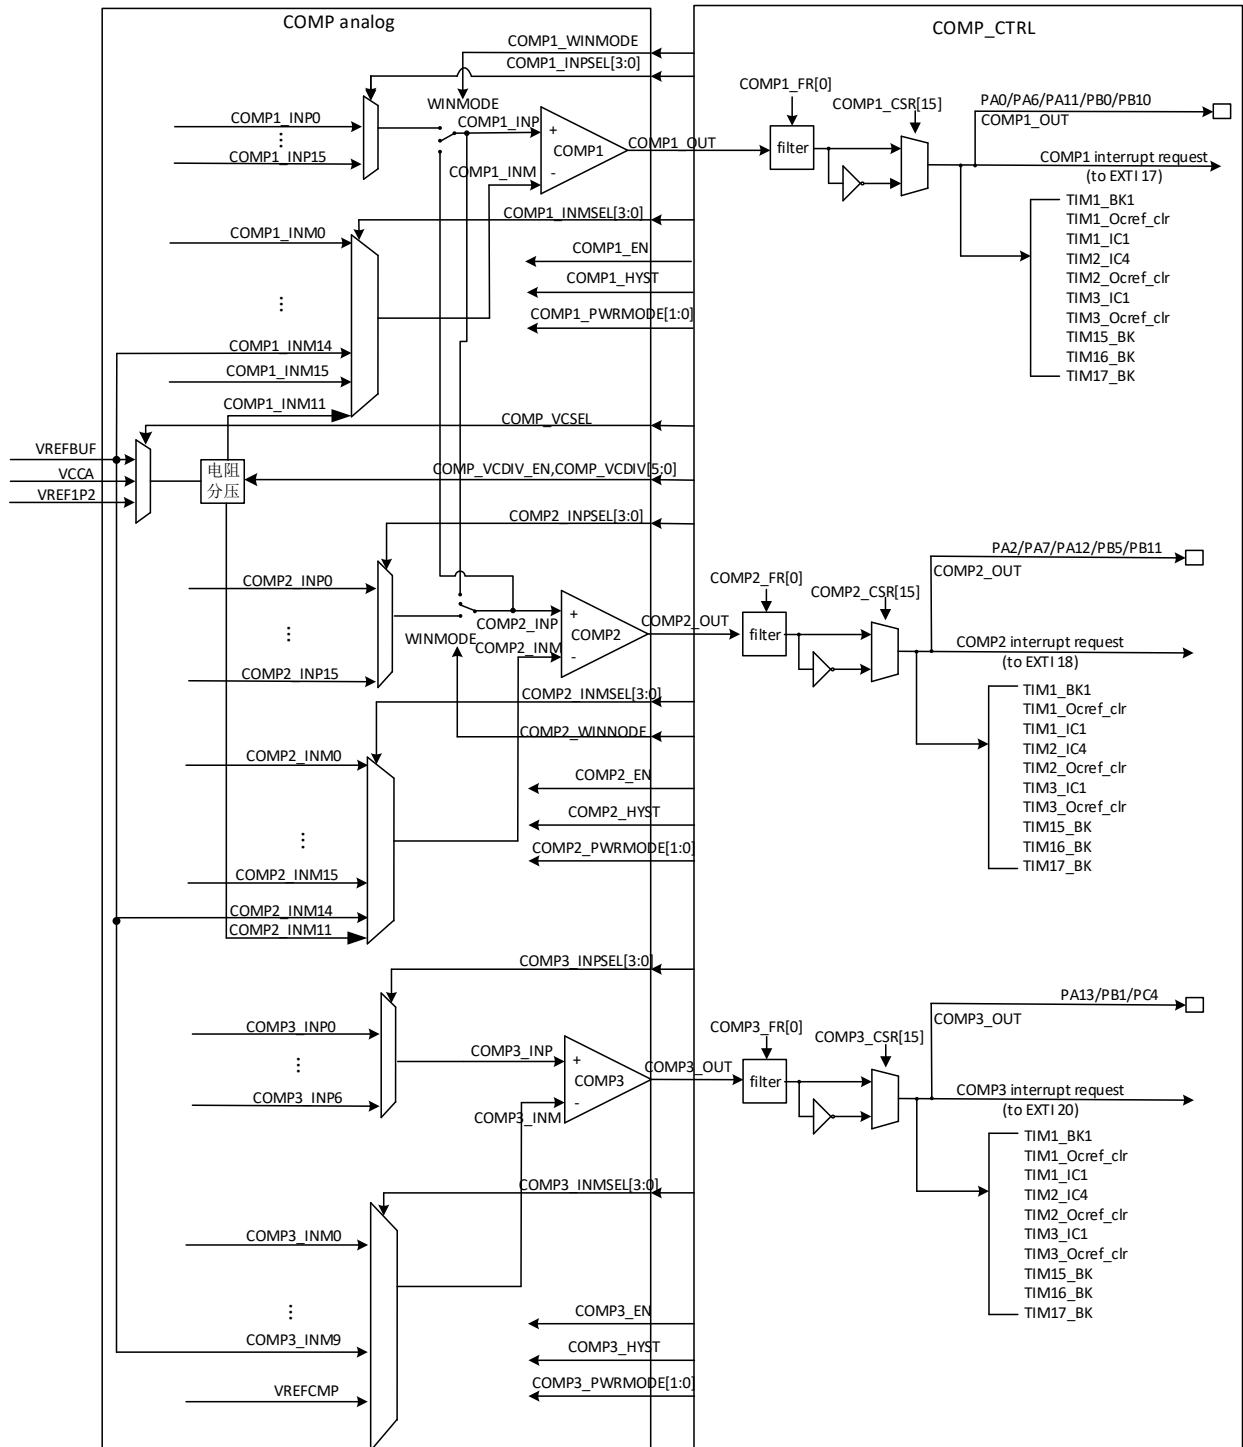 COMP analog
COMP_CTRL
COMP1_WINMODE
COMP1_INPSEL[3:0]
WINMODE
COMP1_INP0
COMP1_INP15
COMP1_INP
+
COMP1
-
COMP1_INM
COMP1_OUT
COMP1_FR[0]
filter
COMP1_CSR[15]
PA0/PA6/PA11/PB0/PB10
COMP1_OUT
COMP1 interrupt request
(to EXTI 17)
TIM1_BK1
TIM1_Ocref_clr
TIM1_IC1
TIM2_IC4
TIM2_Ocref_clr
TIM3_IC1
TIM3_Ocref_clr
TIM15_BK
TIM16_BK
TIM17_BK
COMP1_INMSEL[3:0]
COMP1_INM0
COMP1_EN
COMP1_HYST
COMP1_PWRMODE[1:0]
COMP1_INM14
COMP1_INM15
COMP1_INM11
COMP_VCSEL
VREFBUF
VCCA
VREF1P2
电阻
分压
COMP_VCDIV_EN,COMP_VCDIV[5:0]
COMP2_INPSEL[3:0]
COMP2_INP0
COMP2_INP15
WINMODE
COMP2_INP
COMP2_INM
+
COMP2
-
COMP2_OUT
COMP2_FR[0]
filter
COMP2_CSR[15]
PA2/PA7/PA12/PB5/PB11
COMP2_OUT
COMP2 interrupt request
(to EXTI 18)
TIM1_BK1
TIM1_Ocref_clr
TIM1_IC1
TIM2_IC4
TIM2_Ocref_clr
TIM3_IC1
TIM3_Ocref_clr
TIM15_BK
TIM16_BK
TIM17_BK
COMP2_INMSEL[3:0]
COMP2_WINNODE
COMP2_INM0
COMP2_EN
COMP2_HYST
COMP2_PWRMODE[1:0]
COMP2_INM15
COMP2_INM14
COMP2_INM11
COMP3_INPSEL[3:0]
COMP3_INP0
COMP3_INP6
COMP3_INP
+
COMP3
-
COMP3_INM
COMP3_OUT
COMP3_FR[0]
filter
COMP3_CSR[15]
PA13/PB1/PC4
COMP3_OUT
COMP3 interrupt request
(to EXTI 20)
TIM1_BK1
TIM1_Ocref_clr
TIM1_IC1
TIM2_IC4
TIM2_Ocref_clr
TIM3_IC1
TIM3_Ocref_clr
TIM15_BK
TIM16_BK
TIM17_BK
COMP3_INMSEL[3:0]
COMP3_INM0
COMP3_EN
COMP3_INM9
COMP3_HYST
VREFCMP
COMP3_PWRMODE[1:0]